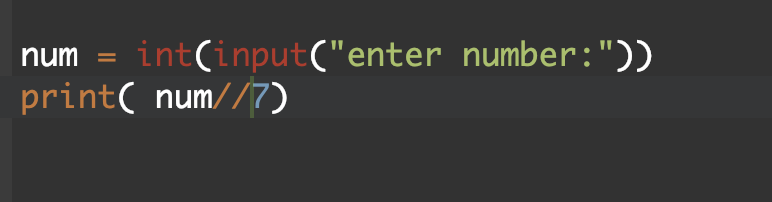 num = int(input("enter number:"))
print( num//7)